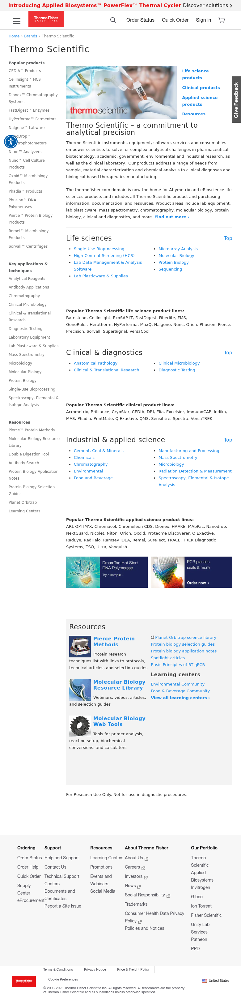 Introducing Applied Biosystems™ PowerFlex™ Thermal Cycler Discover solutions
ThermoFisher
SCIENTIFIC
Order Status
Quick Order
Sign in
Home › Brands › Thermo Scientific
Thermo Scientific
Popular products
CEDIA™ Products
CellInsight™ HCS
Instruments
Dionex™ Chromatography
Systems
FastDigest™ Enzymes
HyPerforma™ Fermentors
Nalgene™ Labware
noDrop™
trophotometers
Niton™ Analyzers
Nunc™ Cell Culture
Products
Oxoid™ Microbiology
Products
Phadia™ Products
Phusion™ DNA
Polymerases
Pierce™ Protein Biology
Products
Remel™ Microbiology
Products
Sorvall™ Centrifuges
Key applications &
techniques
Analytical Reagents
Antibody Applications
Chromatography
Clinical Microbiology
Clinical & Translational
Research
Diagnostic Testing
Laboratory Equipment
Lab Plasticware & Supplies
Mass Spectrometry
Microbiology
Molecular Biology
Protein Biology
Single-Use Bioprocessing
Spectroscopy, Elemental &
Isotope Analysis
Resources
Pierce™ Protein Methods
Molecular Biology Resource
Library
Double Digestion Tool
Antibody Search
Protein Biology Application
Notes
Protein Biology Selection
Guides
Planet Orbitrap
Learning Centers
thermoscientific
Life science
products
Clinical products
Applied science
products
Resources
Give Feedback
Thermo Scientific – a commitment to
analytical precision
Thermo Scientific instruments, equipment, software, services and consumables
empower scientists to solve for complex analytical challenges in pharmaceutical,
biotechnology, academic, government, environmental and industrial research, as
well as the clinical laboratory.  Our products address a range of needs from
sample, material characterization and chemical analysis to clinical diagnoses and
biological-based therapeutics manufacturing.
The thermofisher.com domain is now the home for Affymetrix and eBioscience life
sciences products and includes all Thermo Scientific product and purchasing
information, documentation, and resources. Product areas include lab equipment,
lab plasticware, mass spectrometry, chromatography, molecular biology, protein
biology, clinical and diagnostics, and more. Find out more ›
Life sciences
Top
• Single-Use Bioprocessing
• High-Content Screening (HCS)
• Lab Data Management & Analysis
Software
• Lab Plasticware & Supplies
• Microarray Analysis
• Molecular Biology
• Protein Biology
• Sequencing
Popular Thermo Scientific life science product lines:
Barnstead, CellInsight, ExoSAP-IT, FastDigest, Fiberlite, FMS,
GeneRuler, Heratherm, HyPerforma, MaxQ, Nalgene, Nunc, Orion, Phusion, Pierce,
Precision, Sorvall, SuperSignal, VersaCool
Clinical & diagnostics
Top
• Anatomical Pathology
• Clinical & Translational Research
• Clinical Microbiology
• Diagnostic Testing
Popular Thermo Scientific clinical product lines:
Acrometrix, Brilliance, CryoStar, CEDIA, DRI, Elia, Excelsior, ImmunoCAP, Indiko,
MAS, Phadia, PrintMate, Q Exactive, QMS, Sensititre, Spectra, VersaTREK
Industrial & applied science
Top
• Cement, Coal & Minerals
• Chemicals
• Chromatography
• Environmental
• Food and Beverage
• Manufacturing and Processing
• Mass Spectrometry
• Microbiology
• Radiation Detection & Measurement
• Spectroscopy, Elemental & Isotope
Analysis
Popular Thermo Scientific applied science product lines:
ARL OPTIM’X, Chromacol, Chromeleon CDS, Dionex, HAAKE, MAbPac, Nanodrop,
NextGuard, Nicolet, Niton, Orion, Oxoid, Proteome Discoverer, Q Exactive,
RadEye, RadHalo, Ramsey IDEA, Remel, SureTect, TRACE, TREK Diagnostic
Systems, TSQ, Ultra, Vanquish
DreamTaq Hot Start
DNA Polymerase
Try a sample ›
PCR plastics,
seals & more
Order now ›
Resources
Pierce Protein
Methods
Protein research
techniques list with links to protocols,
technical articles, and selection guides
Molecular Biology
Resource Library
Webinars, videos, articles,
and selection guides
Molecular Biology
Web Tools
Tools for primer analysis,
reaction setup, biochemical
conversions, and calculators
Planet Orbitrap science library
Protein biology selection guides
Protein biology application notes
Spotlight articles
Basic Principles of RT-qPCR
Learning centers
Environmental Community
Food & Beverage Community
View all learning centers ›
For Research Use Only. Not for use in diagnostic procedures.
Ordering
Order Status
Order Help
Quick Order
Supply
Center
eProcurement
Support
Help and Support
Contact Us
Technical Support
Centers
Documents and
Certificates
Report a Site Issue
Resources
Learning Centers
Promotions
Events and
Webinars
Social Media
About Thermo Fisher
About Us
Careers
Investors
News
Social Responsibility
Trademarks
Consumer Health Data Privacy
Policy
Policies and Notices
Our Portfolio
Thermo
Scientific
Applied
Biosystems
Invitrogen
Gibco
Ion Torrent
Fisher Scientific
Unity Lab
Services
Patheon
PPD
Terms & Conditions
Privacy Notice
Price & Freight Policy
Cookie Preferences
ThermoFisher
SCIENTIFIC
© 2006-2026 Thermo Fisher Scientific Inc. All rights reserved. All trademarks are the property
of Thermo Fisher Scientific and its subsidiaries unless otherwise specified.
United States